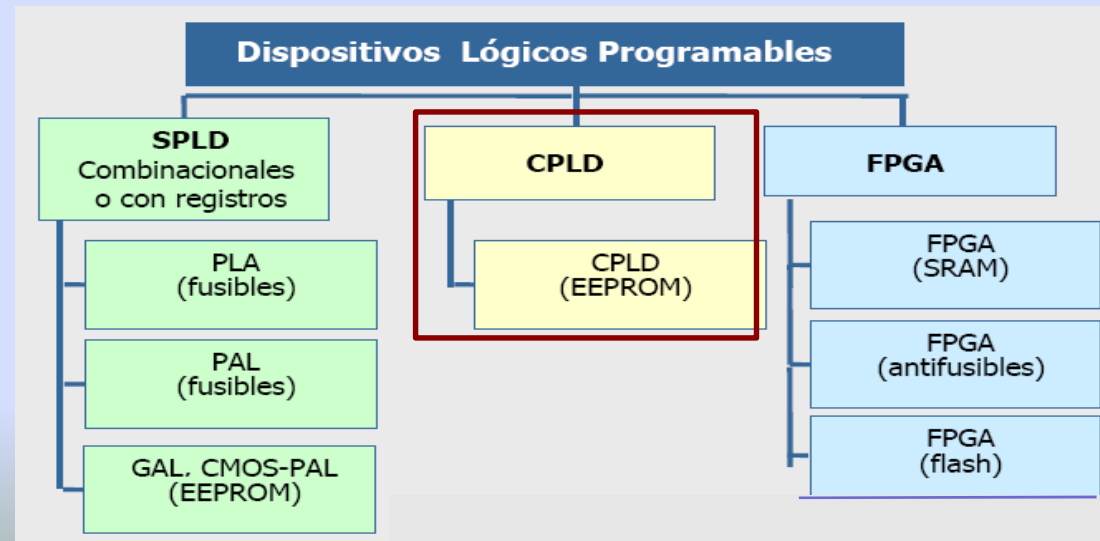 Dispositivos Lógicos Programables
SPLD
Combinacionales
o con registros
PLA
(fusibles)
PAL
(fusibles)
GAL, CMOS-PAL
(EEPROM)
CPLD
CPLD
(EEPROM)
FPGA
FPGA
(SRAM)
FPGA
(antifusibles)
FPGA
(flash)